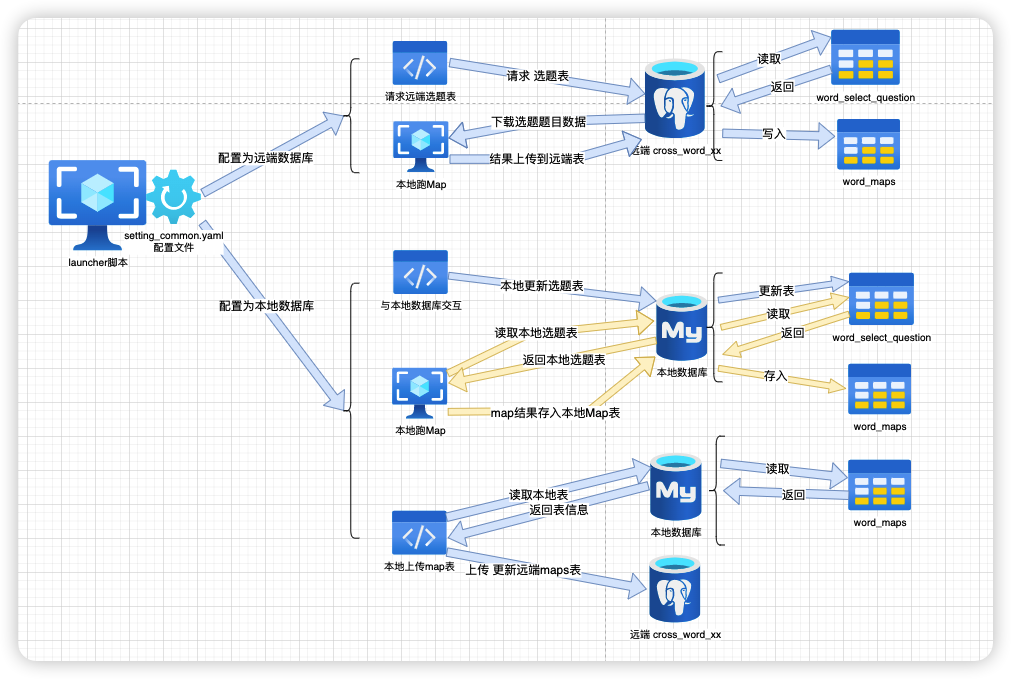 launcher脚本
setting_common.yaml
配置文件
配置为远端数据库
配置为本地数据库
请求远端选题表
请求 选题表
下载选题题目数据
结果上传到远端表
本地跑Map
远端 cross_word_xx
读取
返回
word_select_question
写入
word_maps
与本地数据库交互
本地更新选题表
读取本地选题表
返回本地选题表
本地跑Map
map结果存入本地Map表
My
本地数据库
更新表
读取
返回
word_select_question
存入
word_maps
读取本地表
返回表信息
本地上传map表
上传 更新远端maps表
My
本地数据库
读取
返回
word_maps
远端 cross_word_xx